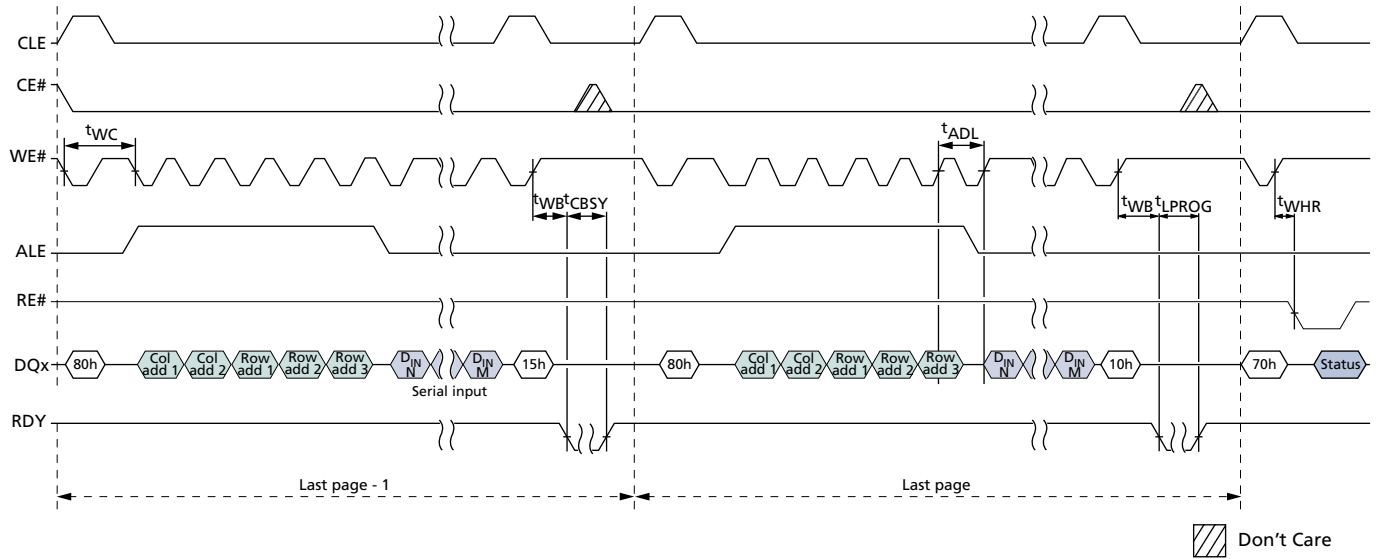 CLE
CE#
tWC
tADL
WE#
tWB tCBSY
tWB tLPROG
tWHR
ALE
RE#
DQx
80h
Col add 1
Col add 2
Row add 1
Row add 2
Row add 3
DIN N
DIN M
15h
80h
Col add 1
Col add 2
Row add 1
Row add 2
Row add 3
DIN N
DIN M
10h
70h
Status
Serial input
RDY
Last page - 1
Last page
Don't Care